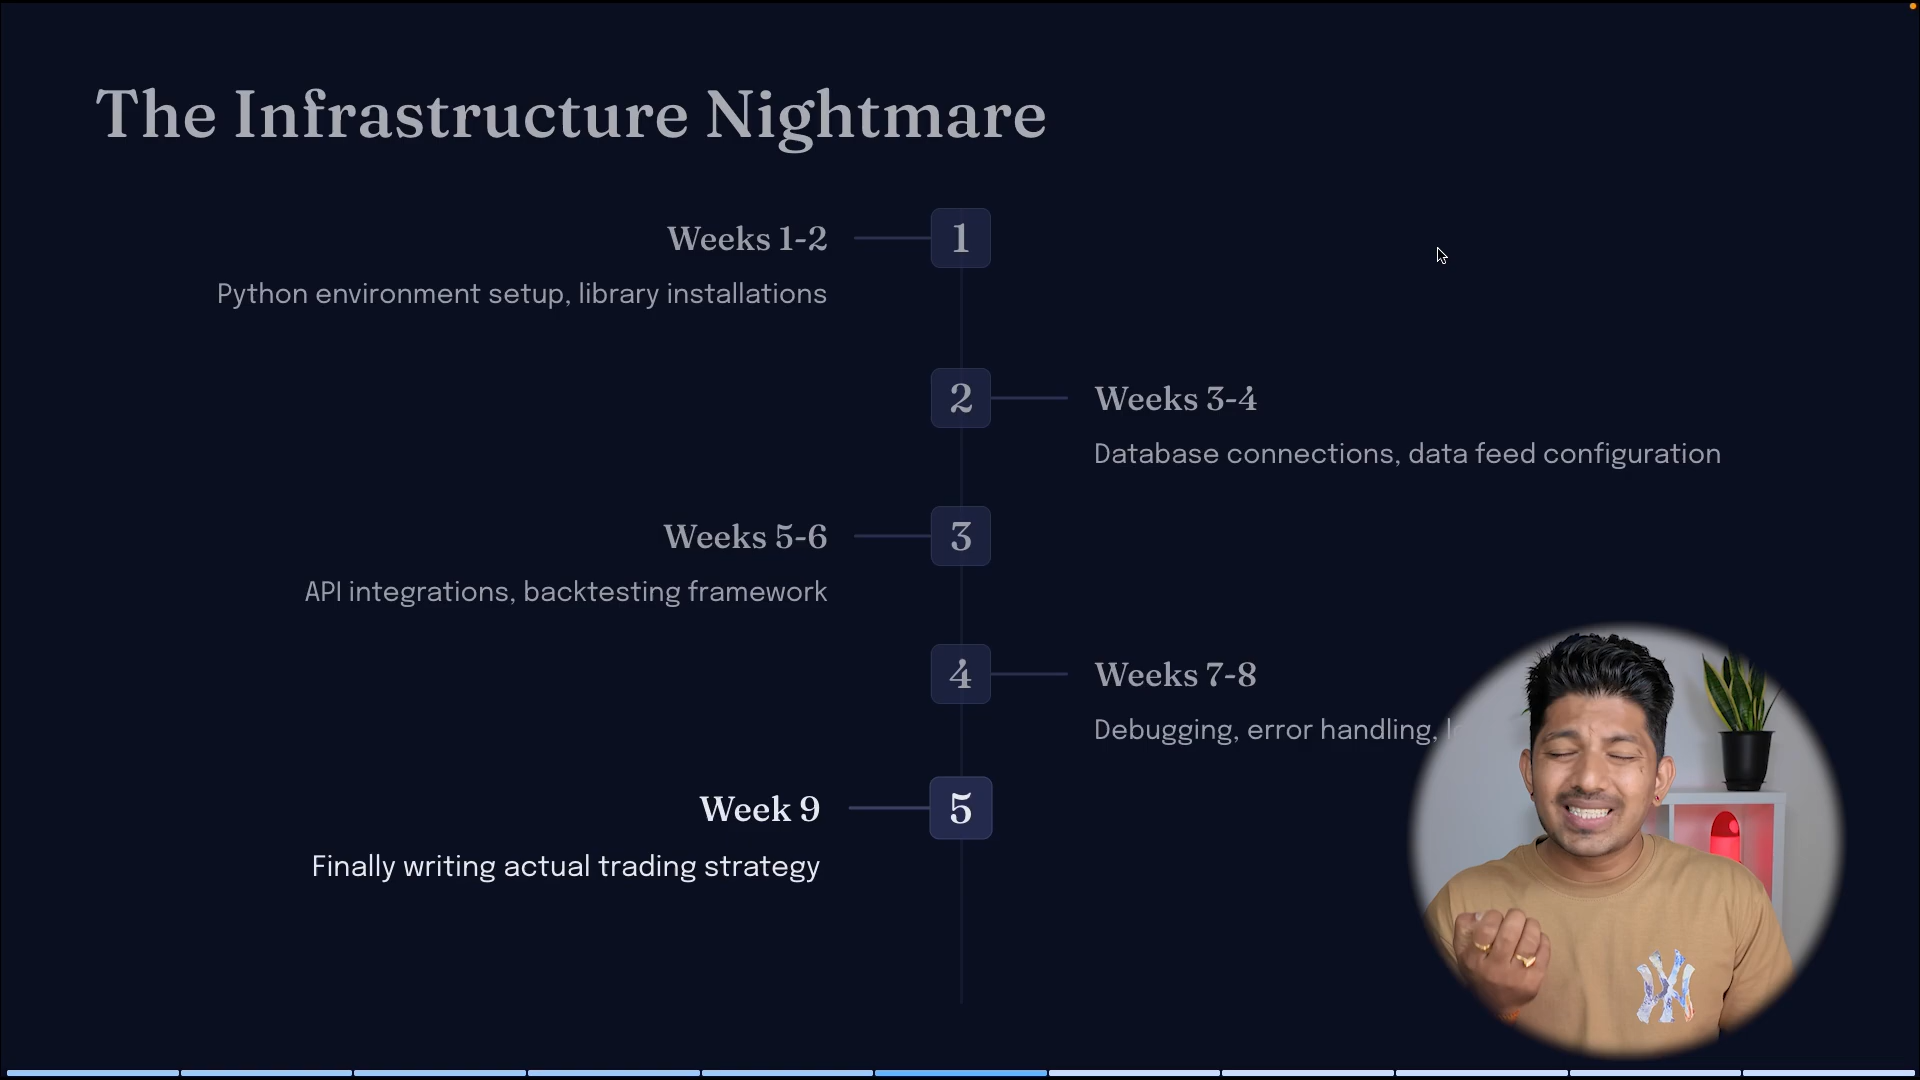 The Infrastructure Nightmare
Weeks 1-2
1
Python environment setup, library installations
2
Weeks 3-4
Database connections, data feed configuration
Weeks 5-6
3
API integrations, backtesting framework
4
Weeks 7-8
Debugging, error handling,
Week 9
5
Finally writing actual trading strategy
NY